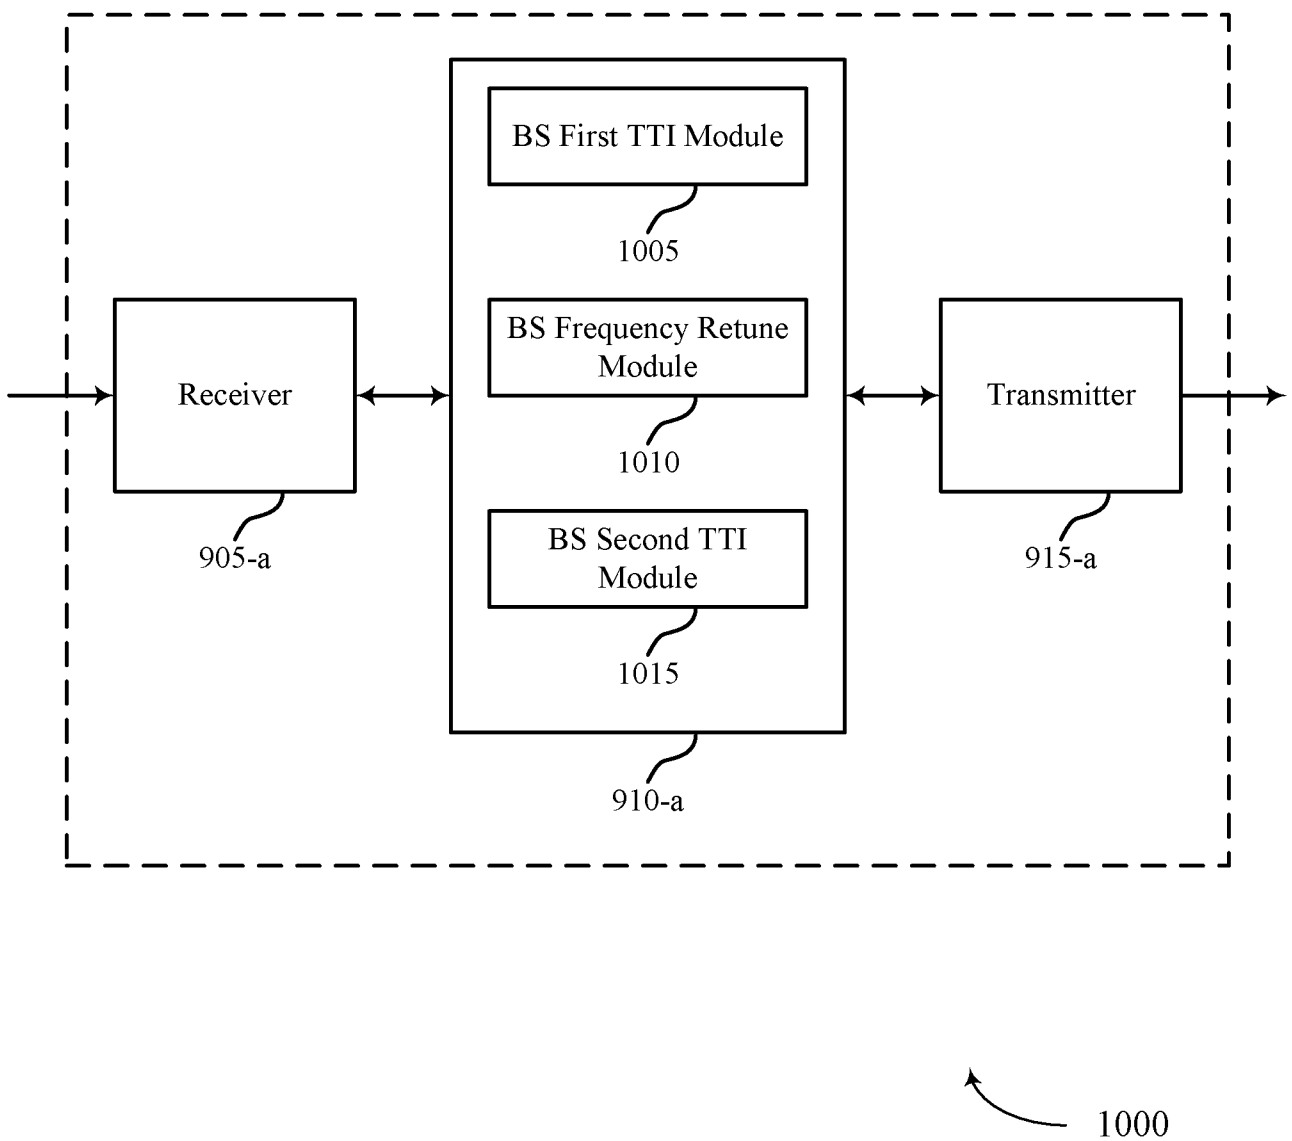 BS First TTI Module
1005
BS Frequency Retune
Module
1010
Receiver
Transmitter
905-a
915-a
BS Second TTI
Module
1015
910-a
1000